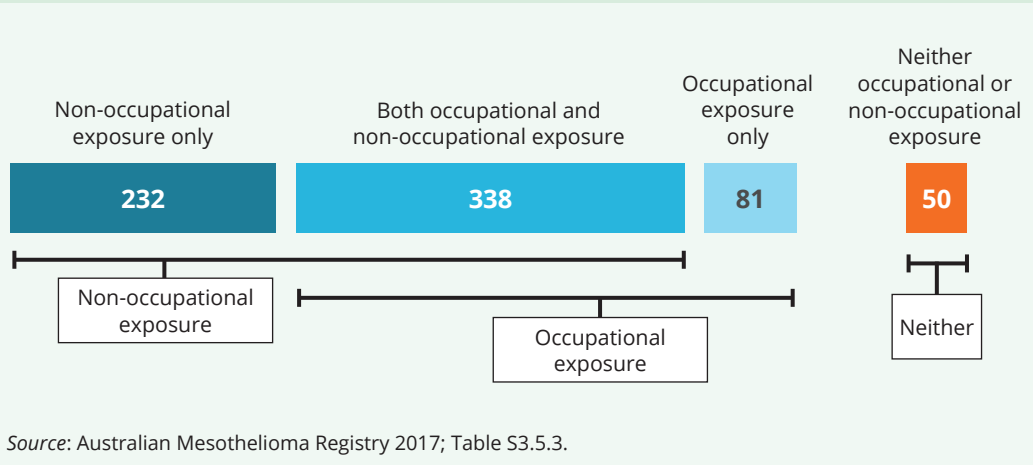 Non-occupational
exposure only
Both occupational and
non-occupational exposure
Occupational
exposure
only
Neither
occupational or
non-occupational
exposure
232
338
81
50
Non-occupational
exposure
Occupational
exposure
Neither
Source: Australian Mesothelioma Registry 2017; Table S3.5.3.